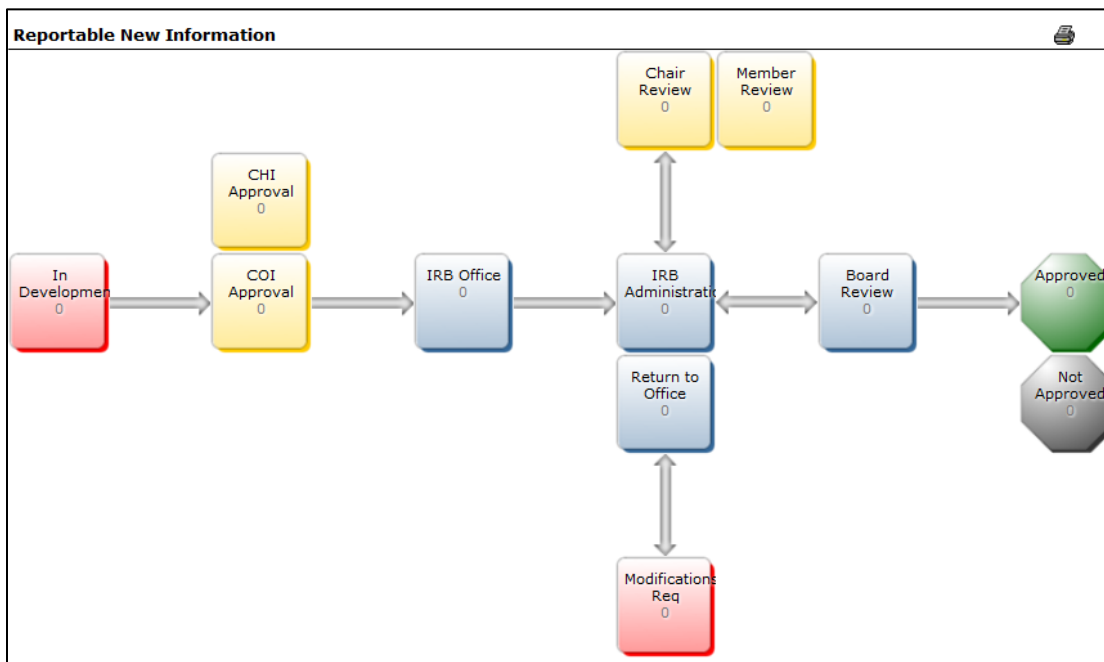 Reportable New Information
Chair
Review
0
Member
Review
0
CHI
Approval
0
In
Developmen
0
COI
Approval
0
IRB Office
0
IRB
Administratic
0
Board
Review
0
Approved
0
Return to
Office
0
Not
Approved
0
Modifications
Req
0